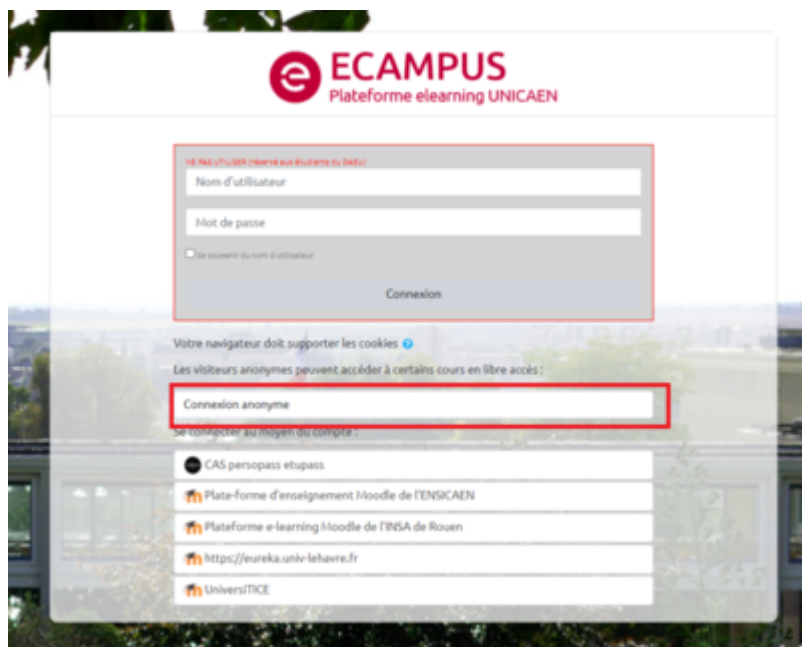 ECAMPUS
Plateforme elearning UNICAEN
NE PAS UTILISER (réservé aux étudiants du DAEU)
Nom d'utilisateur
Mot de passe
Se souvenir du nom d'utilisateur
Connexion
Votre navigateur doit supporter les cookies
Les visiteurs anonymes peuvent accéder à certains cours en libre accès :
Connexion anonyme
Se connecter au moyen du compte :
CAS persopass etupass
Plate-forme d'enseignement Moodle de l'ENSICAEN
Plateforme e-learning Moodle de l'INSA de Rouen
https://eureka.univ-lehavre.fr
UniversiTICE